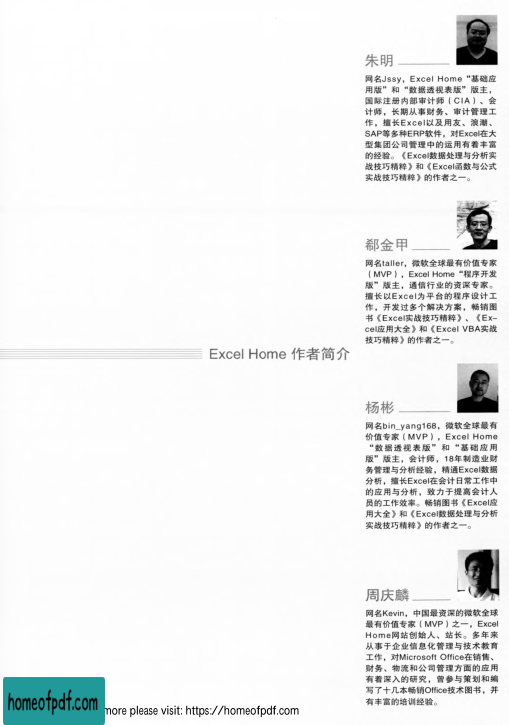 朱明
网名Jssy，Excel Home“基础应
用版”和“数据透视表版”版主，
国际注册内部审计师（CIA）、会
计师，长期从事财务、审计管理工
作，擅长Excel以及用友、浪潮、
SAP等多种ERP软件，对Excel在大
型集团公司管理中的运用有着丰富
的经验。《Excel数据处理与分析实
战技巧精粹》和《Excel函数与公式
实战技巧精粹》的作者之一。
郗金甲
网名taller，微软全球最有价值专家
（MVP），Excel Home“程序开发
版”版主，通信行业的资深专家。
擅长以Excel为平台的程序设计工
作，开发过多个解决方案，畅销图
书《Excel实战技巧精粹》、《Ex-
cel应用大全》和《Excel VBA实战
技巧精粹》的作者之一。
Excel Home 作者简介
杨彬
网名bin_yang168，微软全球最有
价值专家（MVP），Excel Home
“数据透视表版”和“基础应用
版”版主，会计师，18年制造业财
务管理与分析经验，精通Excel数据
分析，擅长Excel在会计日常工作中
的应用与分析，致力于提高会计人
员的工作效率。畅销图书《Excel应
用大全》和《Excel数据处理与分析
实战技巧精粹》的作者之一。
周庆麟
网名Kevin，中国最资深的微软全球
最有价值专家（MVP）之一，Excel
Home网站创始人、站长。多年来
从事于企业信息化管理与技术教育
工作，对Microsoft Office在销售、
财务、物流和公司管理方面的应用
有着深入的研究，曾参与策划和编
写了十几本畅销Office技术图书，并
有丰富的培训经验。
homeofpdf.com
more please visit: https://homeofpdf.com